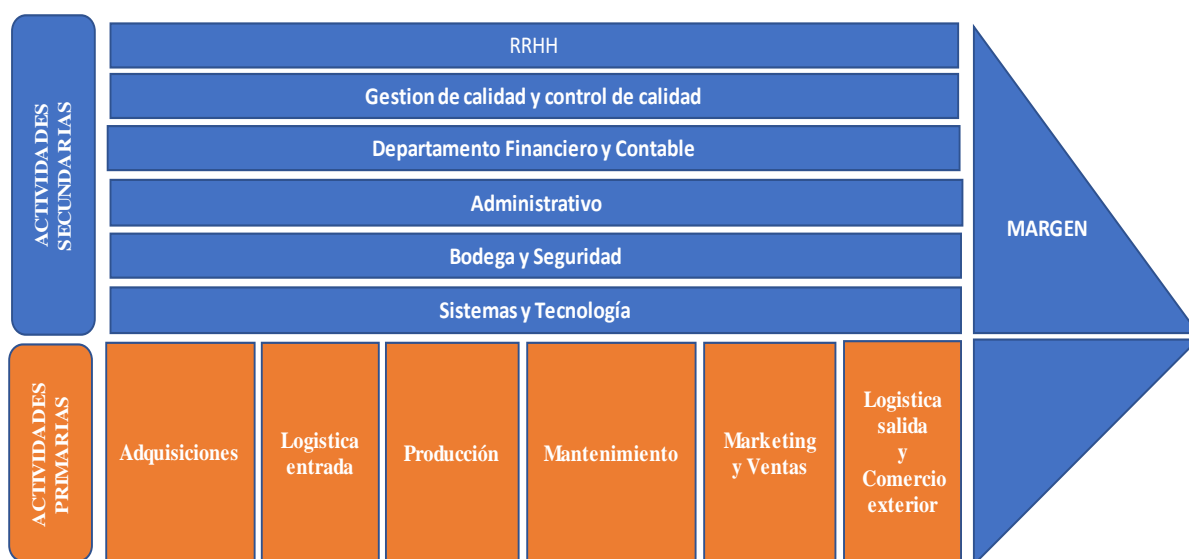 ACTIVIDADES
SECUNDARIAS
RRHH
Gestion de calidad y control de calidad
Departamento Financiero y Contable
Administrativo
Bodega y Seguridad
Sistemas y Tecnología
MARGEN
ACTIVIDADES
PRIMARIAS
Adquisiciones
Logistica
entrada
Producción
Mantenimiento
Marketing
y Ventas
Logistica
salida
y
Comercio
exterior